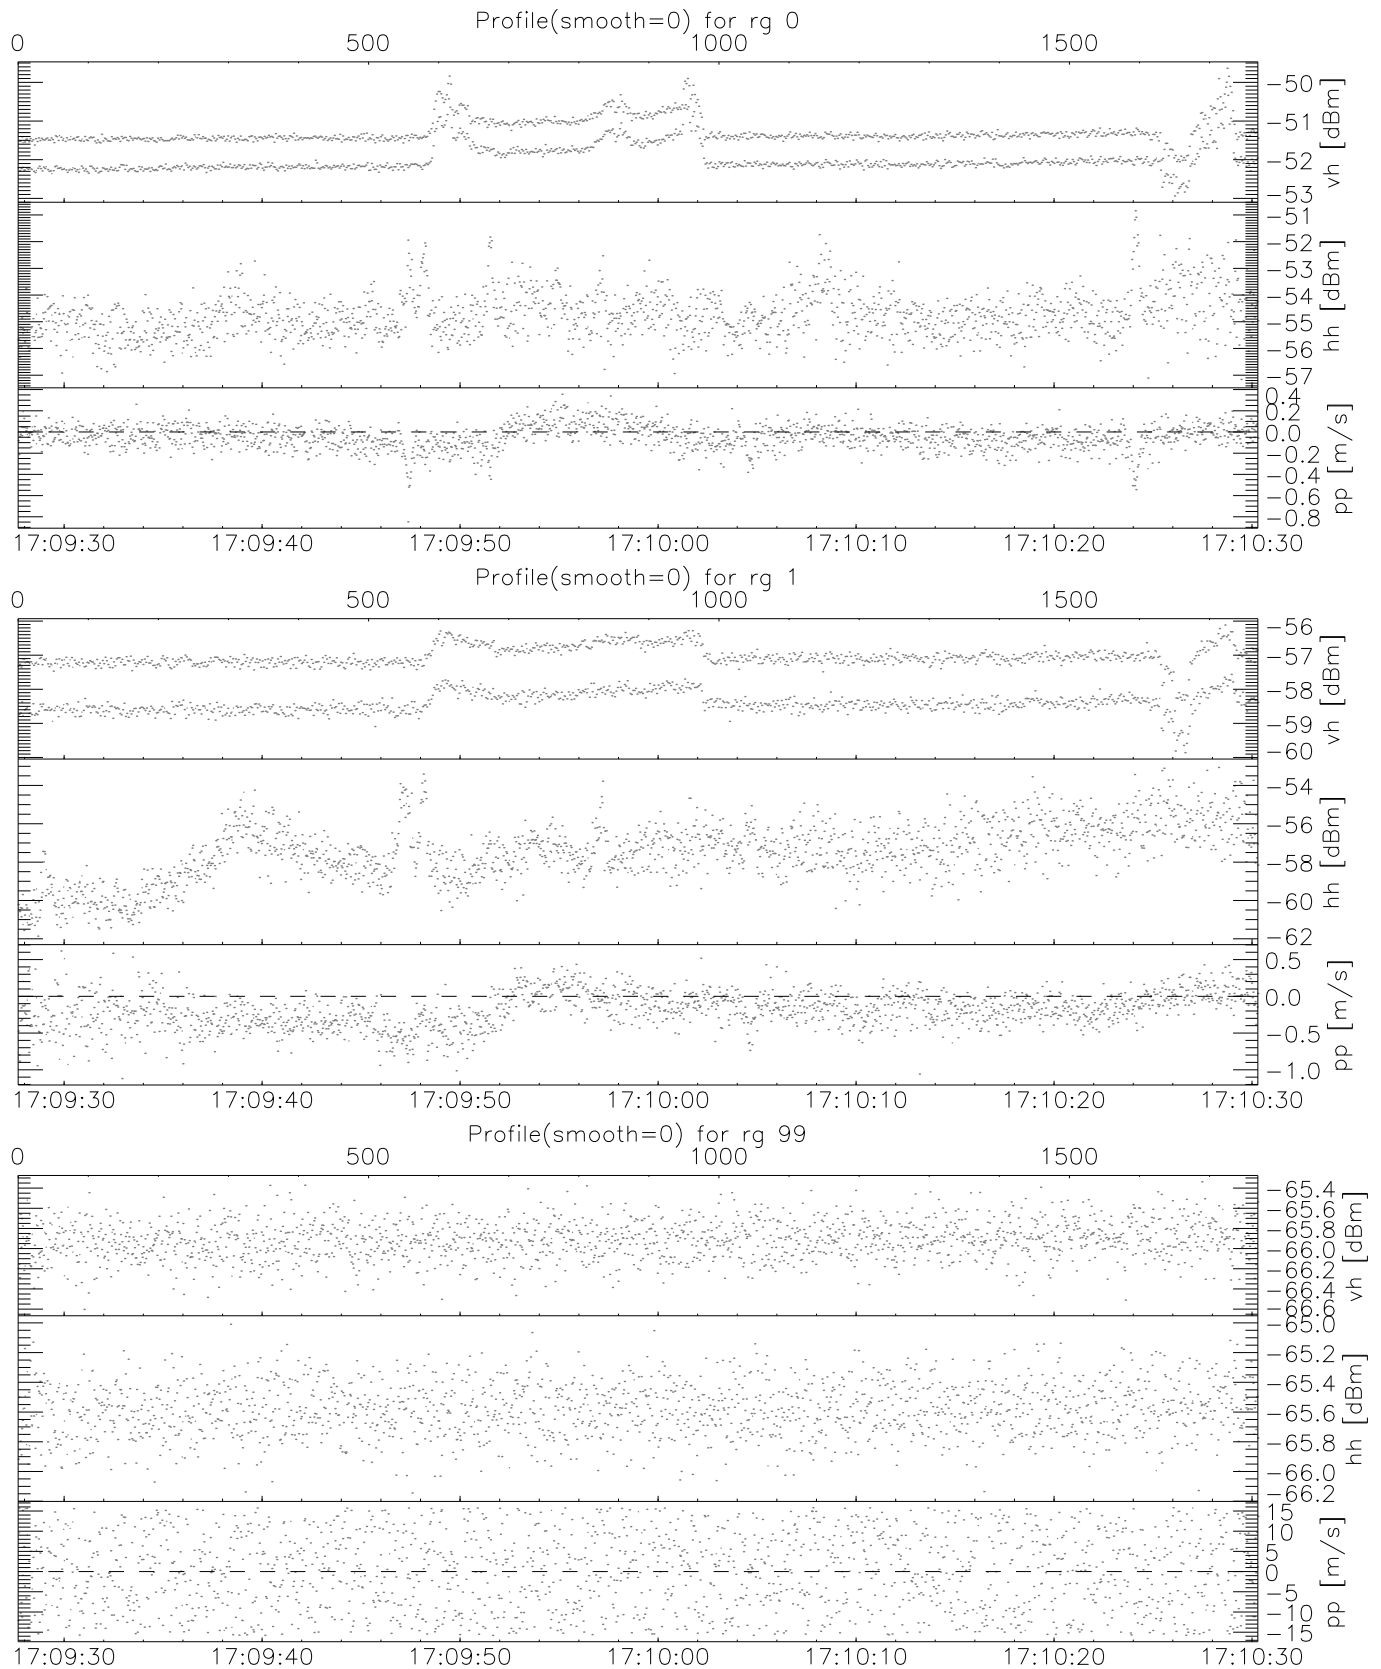 Profile(smooth=0) for rg 0
0 500 1000 1500
-50
-51
-52
-53
vh [dBm]
-51
-52
-53
-54
-55
-56
-57
hh [dBm]
0.4
0.2
0.0
-0.2
-0.4
-0.6
-0.8
pp [m/s]
17:09:30 17:09:40 17:09:50 17:10:00 17:10:10 17:10:20 17:10:30
Profile(smooth=0) for rg 1
0 500 1000 1500
-56
-57
-58
-59
-60
vh [dBm]
-54
-56
-58
-60
-62
hh [dBm]
0.5
0.0
-0.5
-1.0
pp [m/s]
17:09:30 17:09:40 17:09:50 17:10:00 17:10:10 17:10:20 17:10:30
Profile(smooth=0) for rg 99
0 500 1000 1500
-65.4
-65.6
-65.8
-66.0
-66.2
-66.4
-66.6
vh [dBm]
-65.0
-65.2
-65.4
-65.6
-65.8
-66.0
-66.2
hh [dBm]
15
10
5
0
-5
-10
-15
pp [m/s]
17:09:30 17:09:40 17:09:50 17:10:00 17:10:10 17:10:20 17:10:30